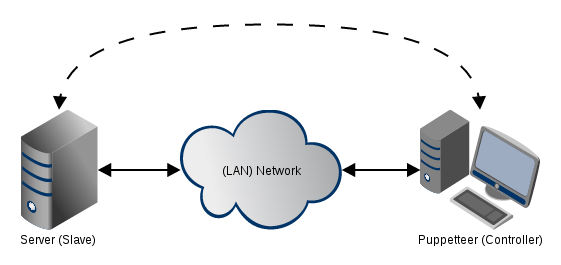 (LAN) Network
Server (Slave)
Puppetteer (Controller)